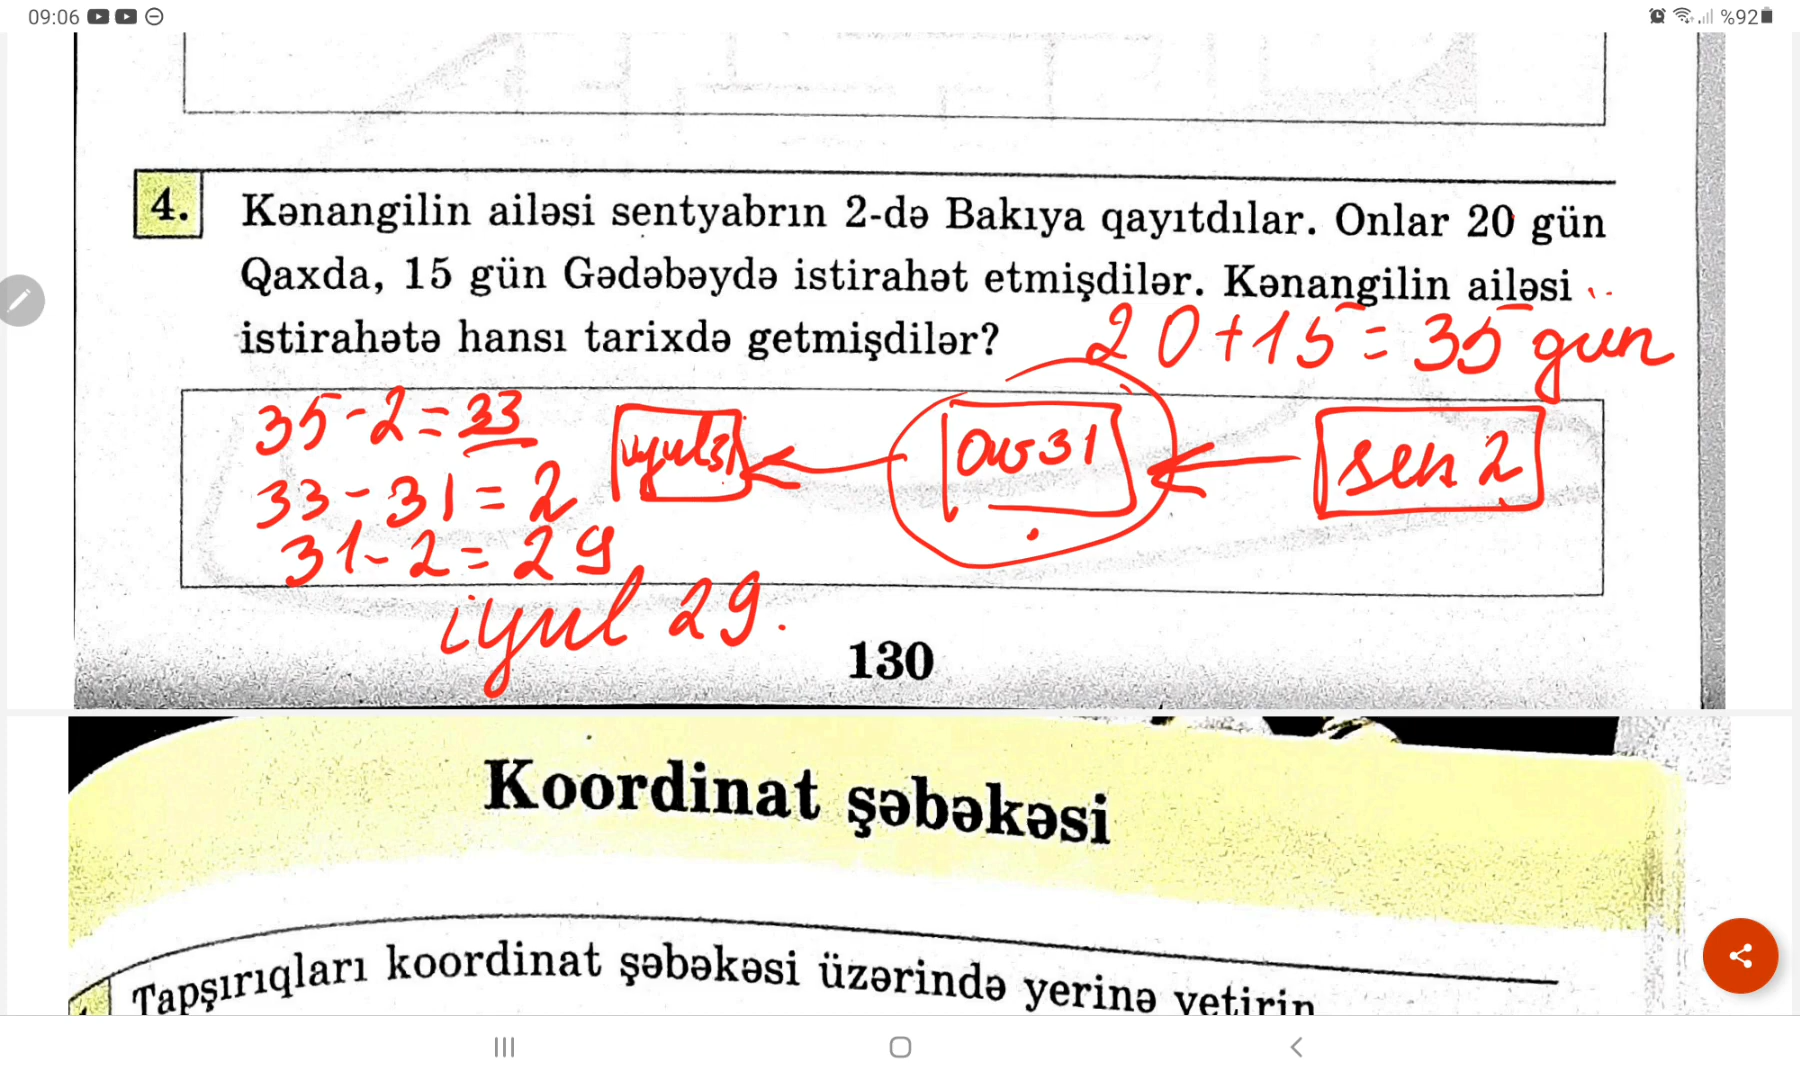 09:06 %92
4. Kənangilin ailəsi sentyabrın 2-də Bakıya qayıtdılar. Onlar 20 gün
Qaxda, 15 gün Gədəbəydə istirahət etmişdilər. Kənangilin ailəsi
istirahətə hansı tarixdə getmişdilər?
20+15=35 gun
35-2=33
33-31=2
31-2=29
iyul 29.
iyul31
avg31
sen 2
130
Koordinat şəbəkəsi
Tapşırıqları koordinat şəbəkəsi üzərində yerinə yetirin